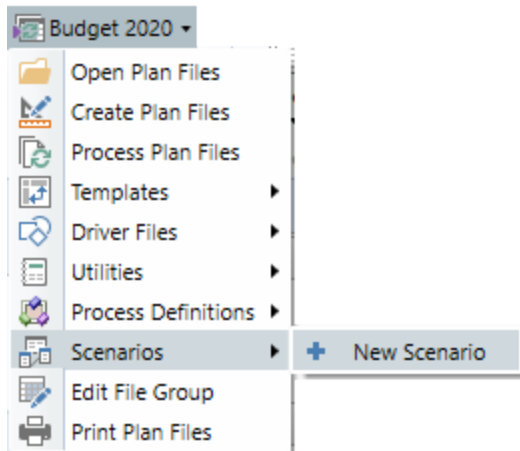 Budget 2020
Open Plan Files
Create Plan Files
Process Plan Files
Templates
Driver Files
Utilities
Process Definitions
Scenarios
New Scenario
Edit File Group
Print Plan Files